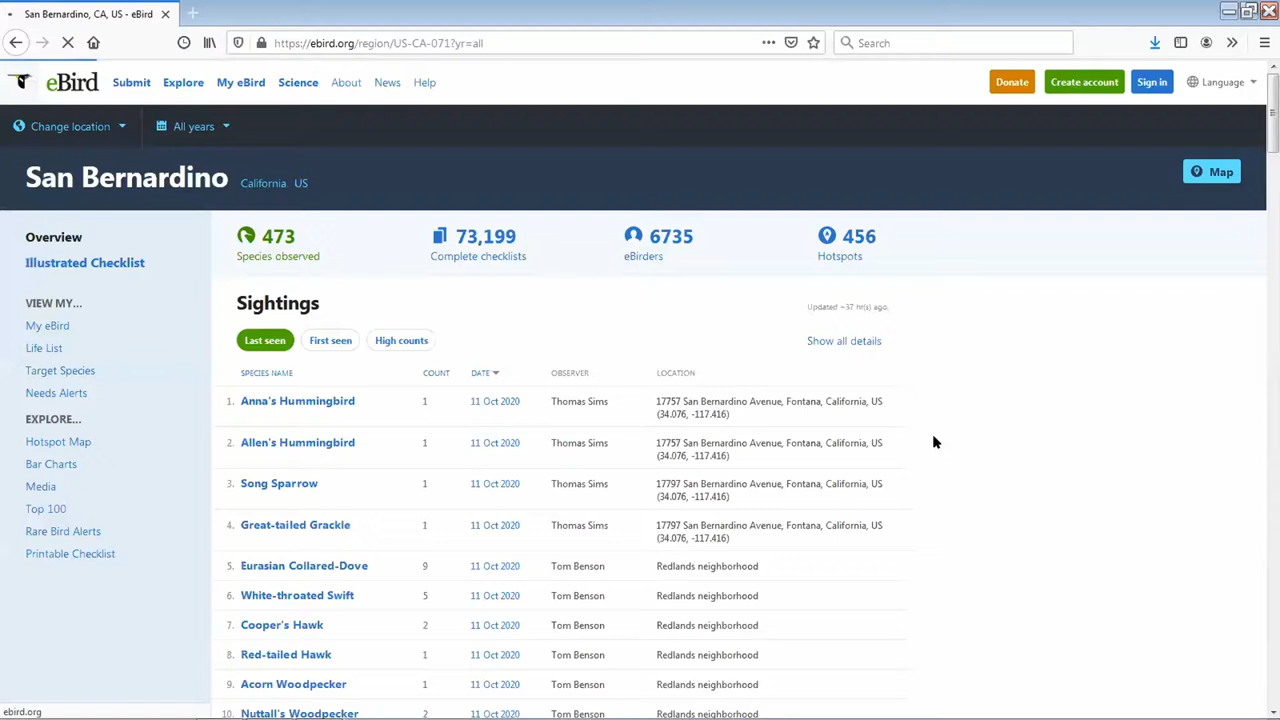 San Bernardino, CA, US - eBird
https://ebird.org/region/US-CA-071?yr=all
Search
eBird Submit Explore My eBird Science About News Help Donate Create account Sign in Language
Change location All years
San Bernardino California US Map
Overview
Illustrated Checklist
VIEW MY...
My eBird
Life List
Target Species
Needs Alerts
EXPLORE...
Hotspot Map
Bar Charts
Media
Top 100
Rare Bird Alerts
Printable Checklist
473 73,199 6735 456
Species observed Complete checklists eBirders Hotspots
Sightings Updated ~37 hr(s) ago.
Last seen First seen High counts Show all details
SPECIES NAME COUNT DATE OBSERVER LOCATION
1. Anna's Hummingbird 1 11 Oct 2020 Thomas Sims 17757 San Bernardino Avenue, Fontana, California, US
(34.076, -117.416)
2. Allen's Hummingbird 1 11 Oct 2020 Thomas Sims 17757 San Bernardino Avenue, Fontana, California, US
(34.076, -117.416)
3. Song Sparrow 1 11 Oct 2020 Thomas Sims 17797 San Bernardino Avenue, Fontana, California, US
(34.076, -117.416)
4. Great-tailed Grackle 1 11 Oct 2020 Thomas Sims 17797 San Bernardino Avenue, Fontana, California, US
(34.076, -117.416)
5. Eurasian Collared-Dove 9 11 Oct 2020 Tom Benson Redlands neighborhood
6. White-throated Swift 5 11 Oct 2020 Tom Benson Redlands neighborhood
7. Cooper's Hawk 2 11 Oct 2020 Tom Benson Redlands neighborhood
8. Red-tailed Hawk 1 11 Oct 2020 Tom Benson Redlands neighborhood
9. Acorn Woodpecker 1 11 Oct 2020 Tom Benson Redlands neighborhood
10. Nuttall's Woodpecker 2 11 Oct 2020 Tom Benson Redlands neighborhood
ebird.org